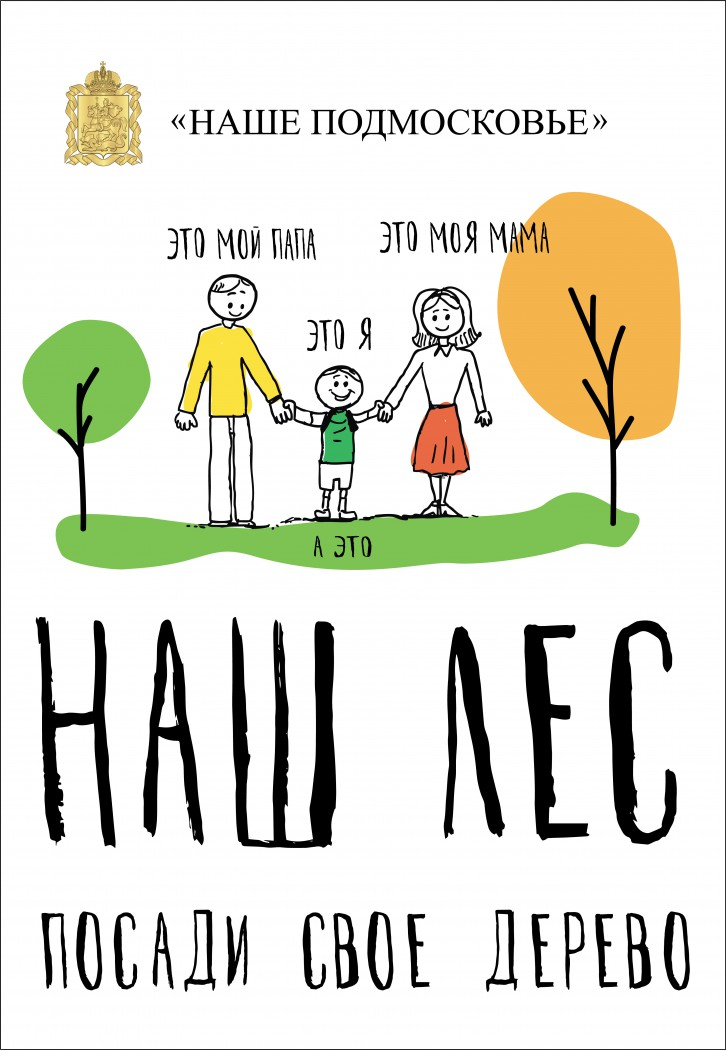 «НАШЕ ПОДМОСКОВЬЕ»
ЭТО МОЙ ПАПА
ЭТО МОЯ МАМА
ЭТО Я
А ЭТО
НАШ ЛЕС
ПОСАДИ СВОЕ ДЕРЕВО